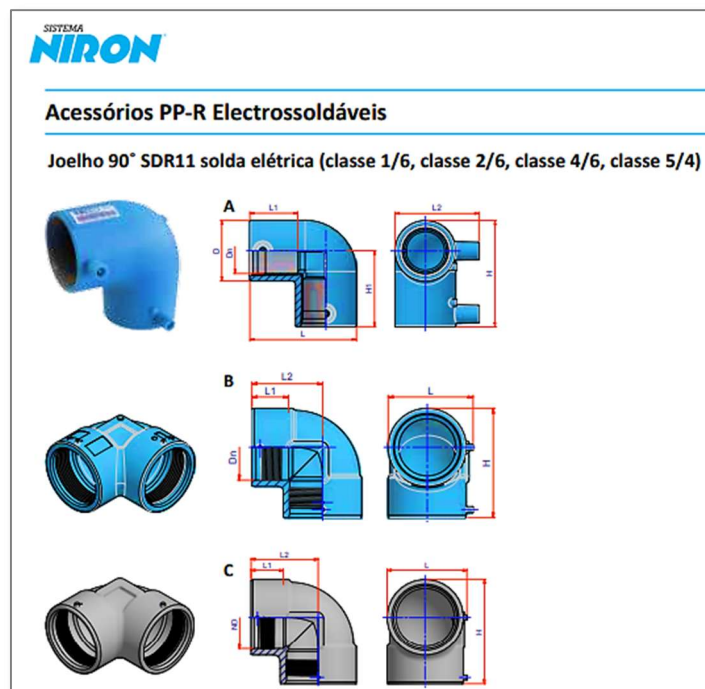 SISTEMA
NIRON
Acessórios PP-R Electrossoldáveis
Joelho 90° SDR11 solda elétrica (classe 1/6, classe 2/6, classe 4/6, classe 5/4)
A
L1
L2
D
Dn
H1
H
L
B
L2
L1
L
Dn
H
C
L2
L1
L
ND
H